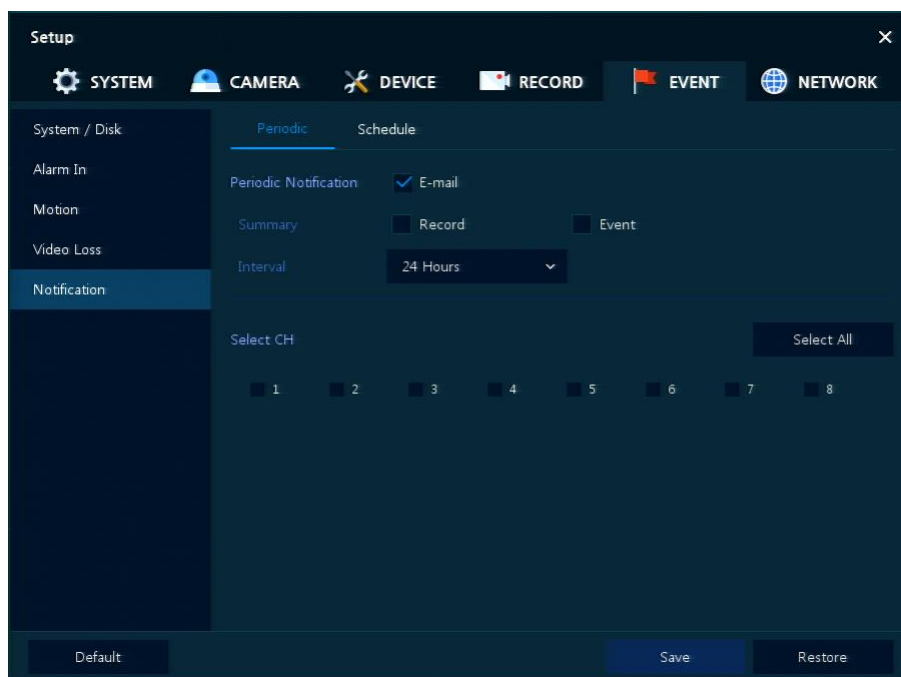 Setup
SYSTEM CAMERA DEVICE RECORD EVENT NETWORK
System / Disk
Alarm In
Motion
Video Loss
Notification
Periodic Schedule
Periodic Notification E-mail
Summary Record Event
Interval 24 Hours
Select CH Select All
1 2 3 4 5 6 7 8
Default Save Restore